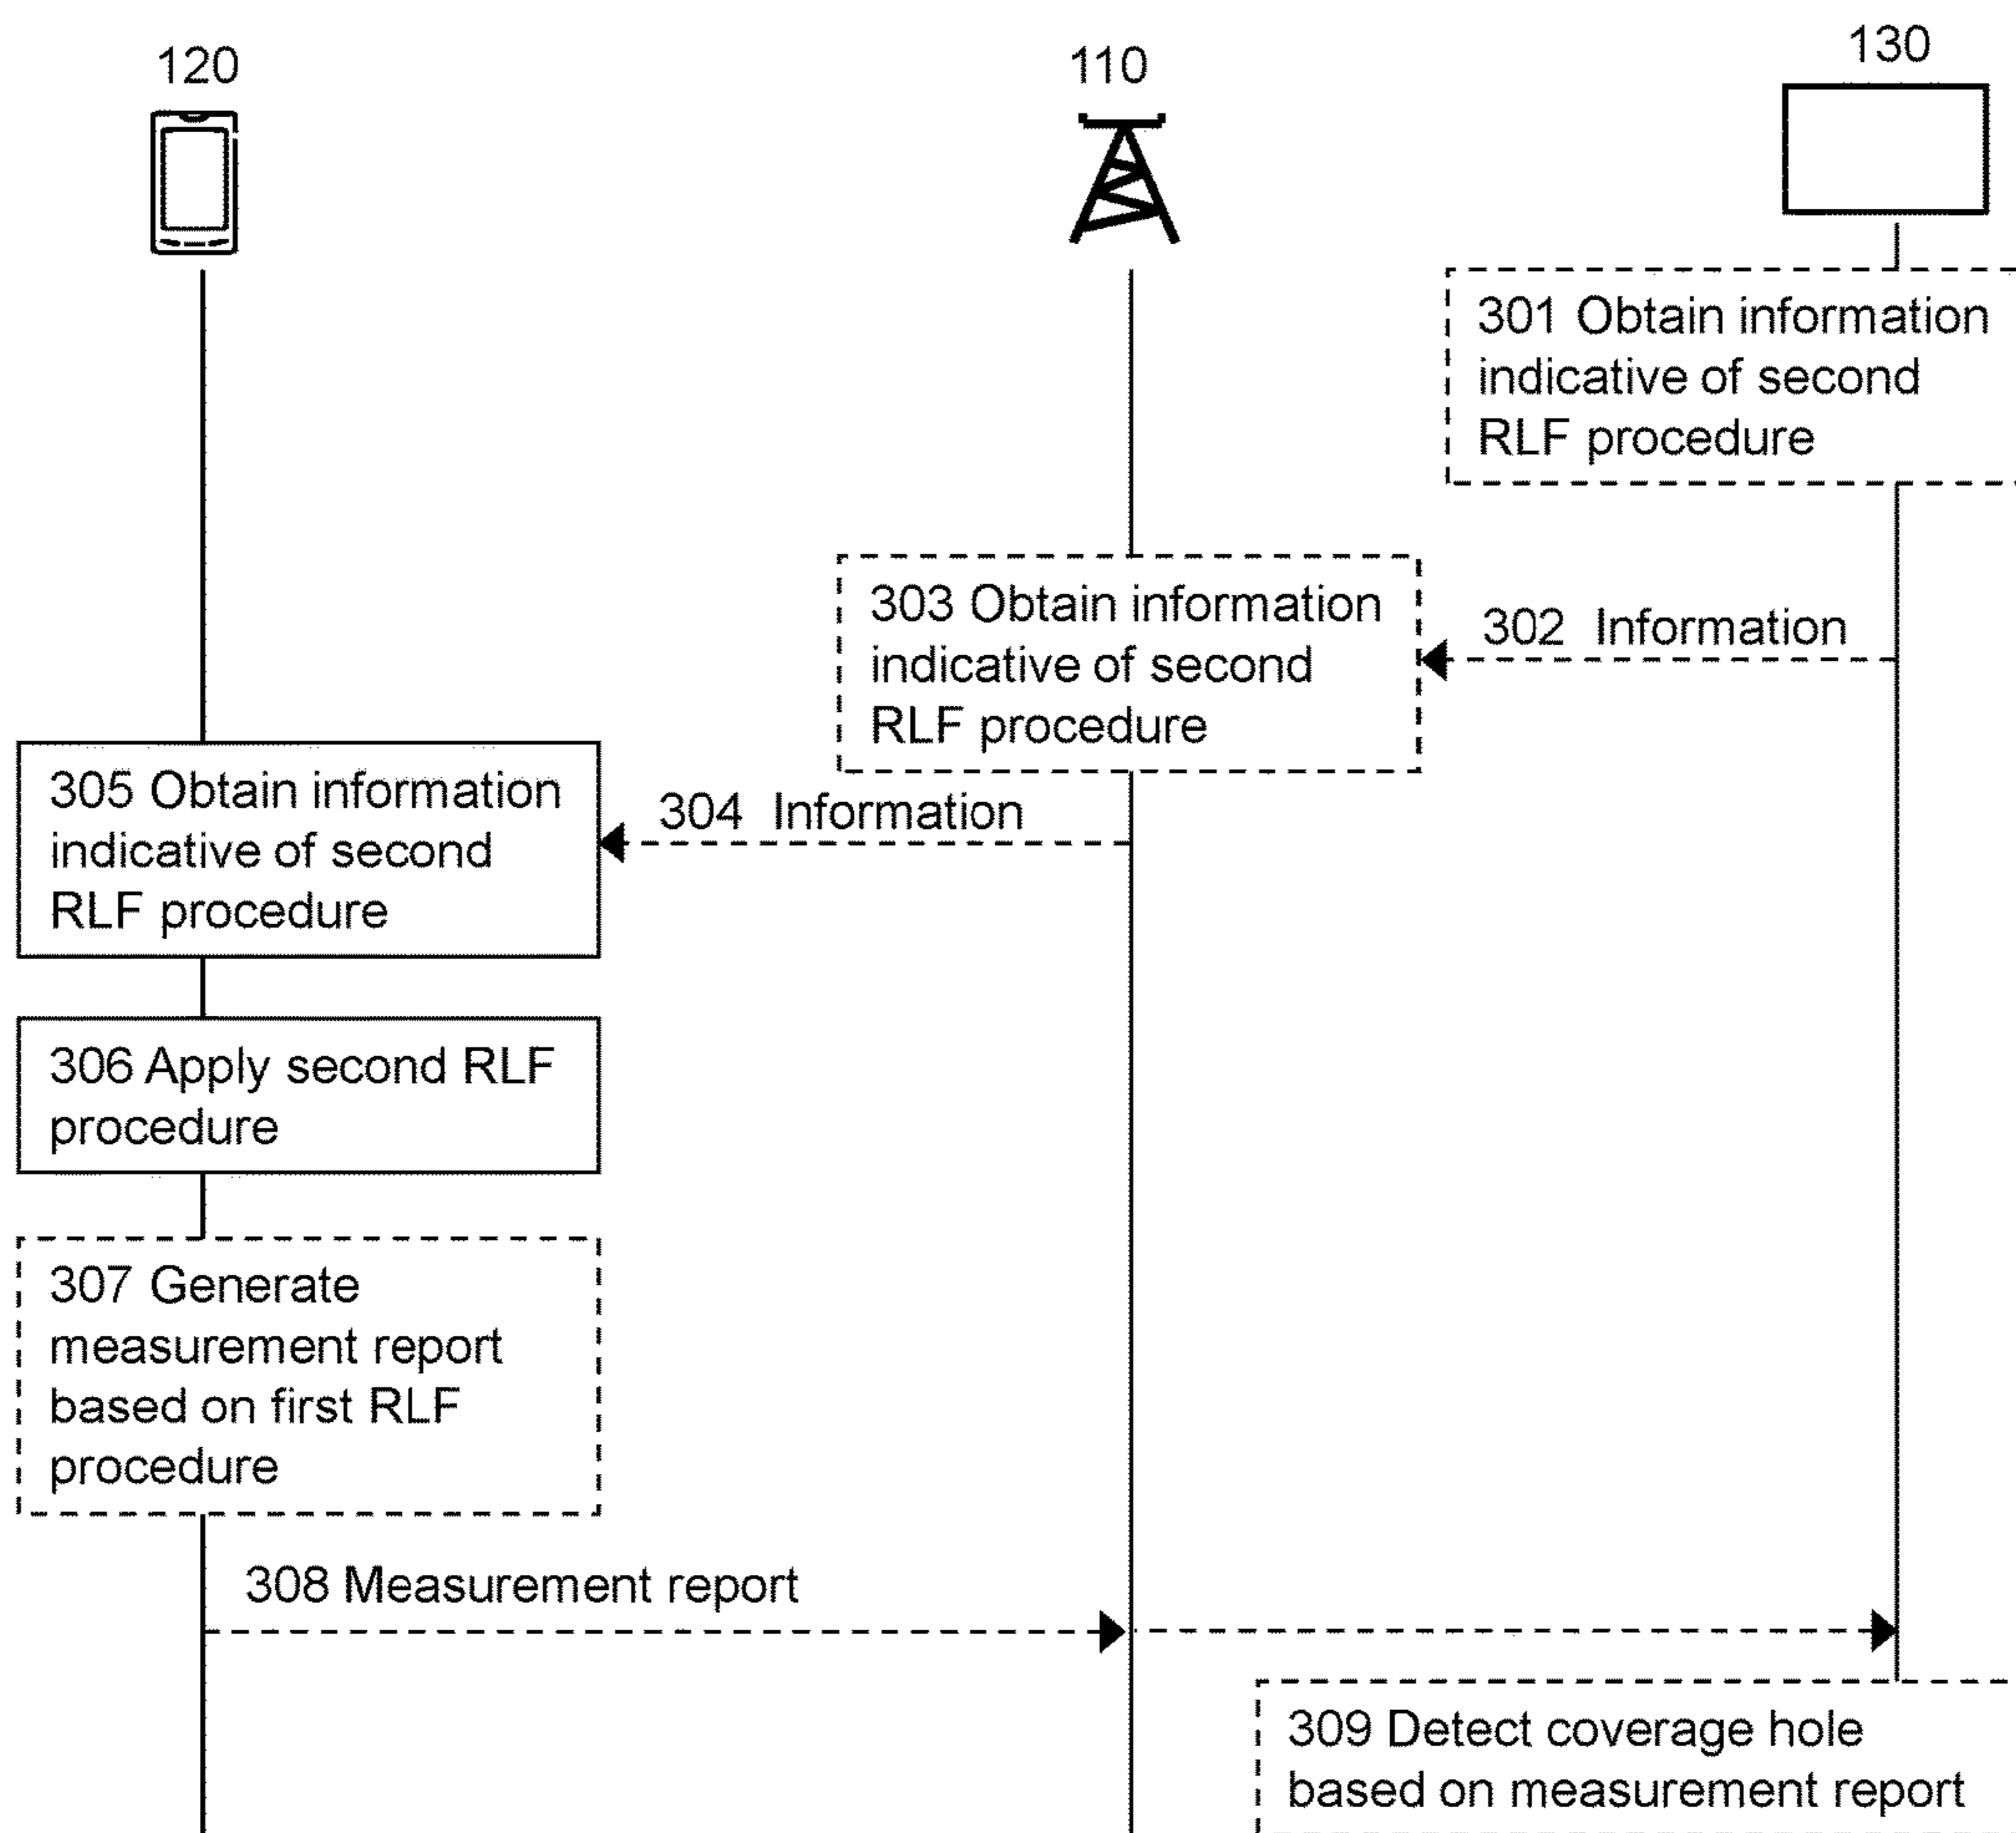 120
110
130
301 Obtain information
indicative of second
RLF procedure
302 Information
303 Obtain information
indicative of second
RLF procedure
304 Information
305 Obtain information
indicative of second
RLF procedure
306 Apply second RLF
procedure
307 Generate
measurement report
based on first RLF
procedure
308 Measurement report
309 Detect coverage hole
based on measurement report